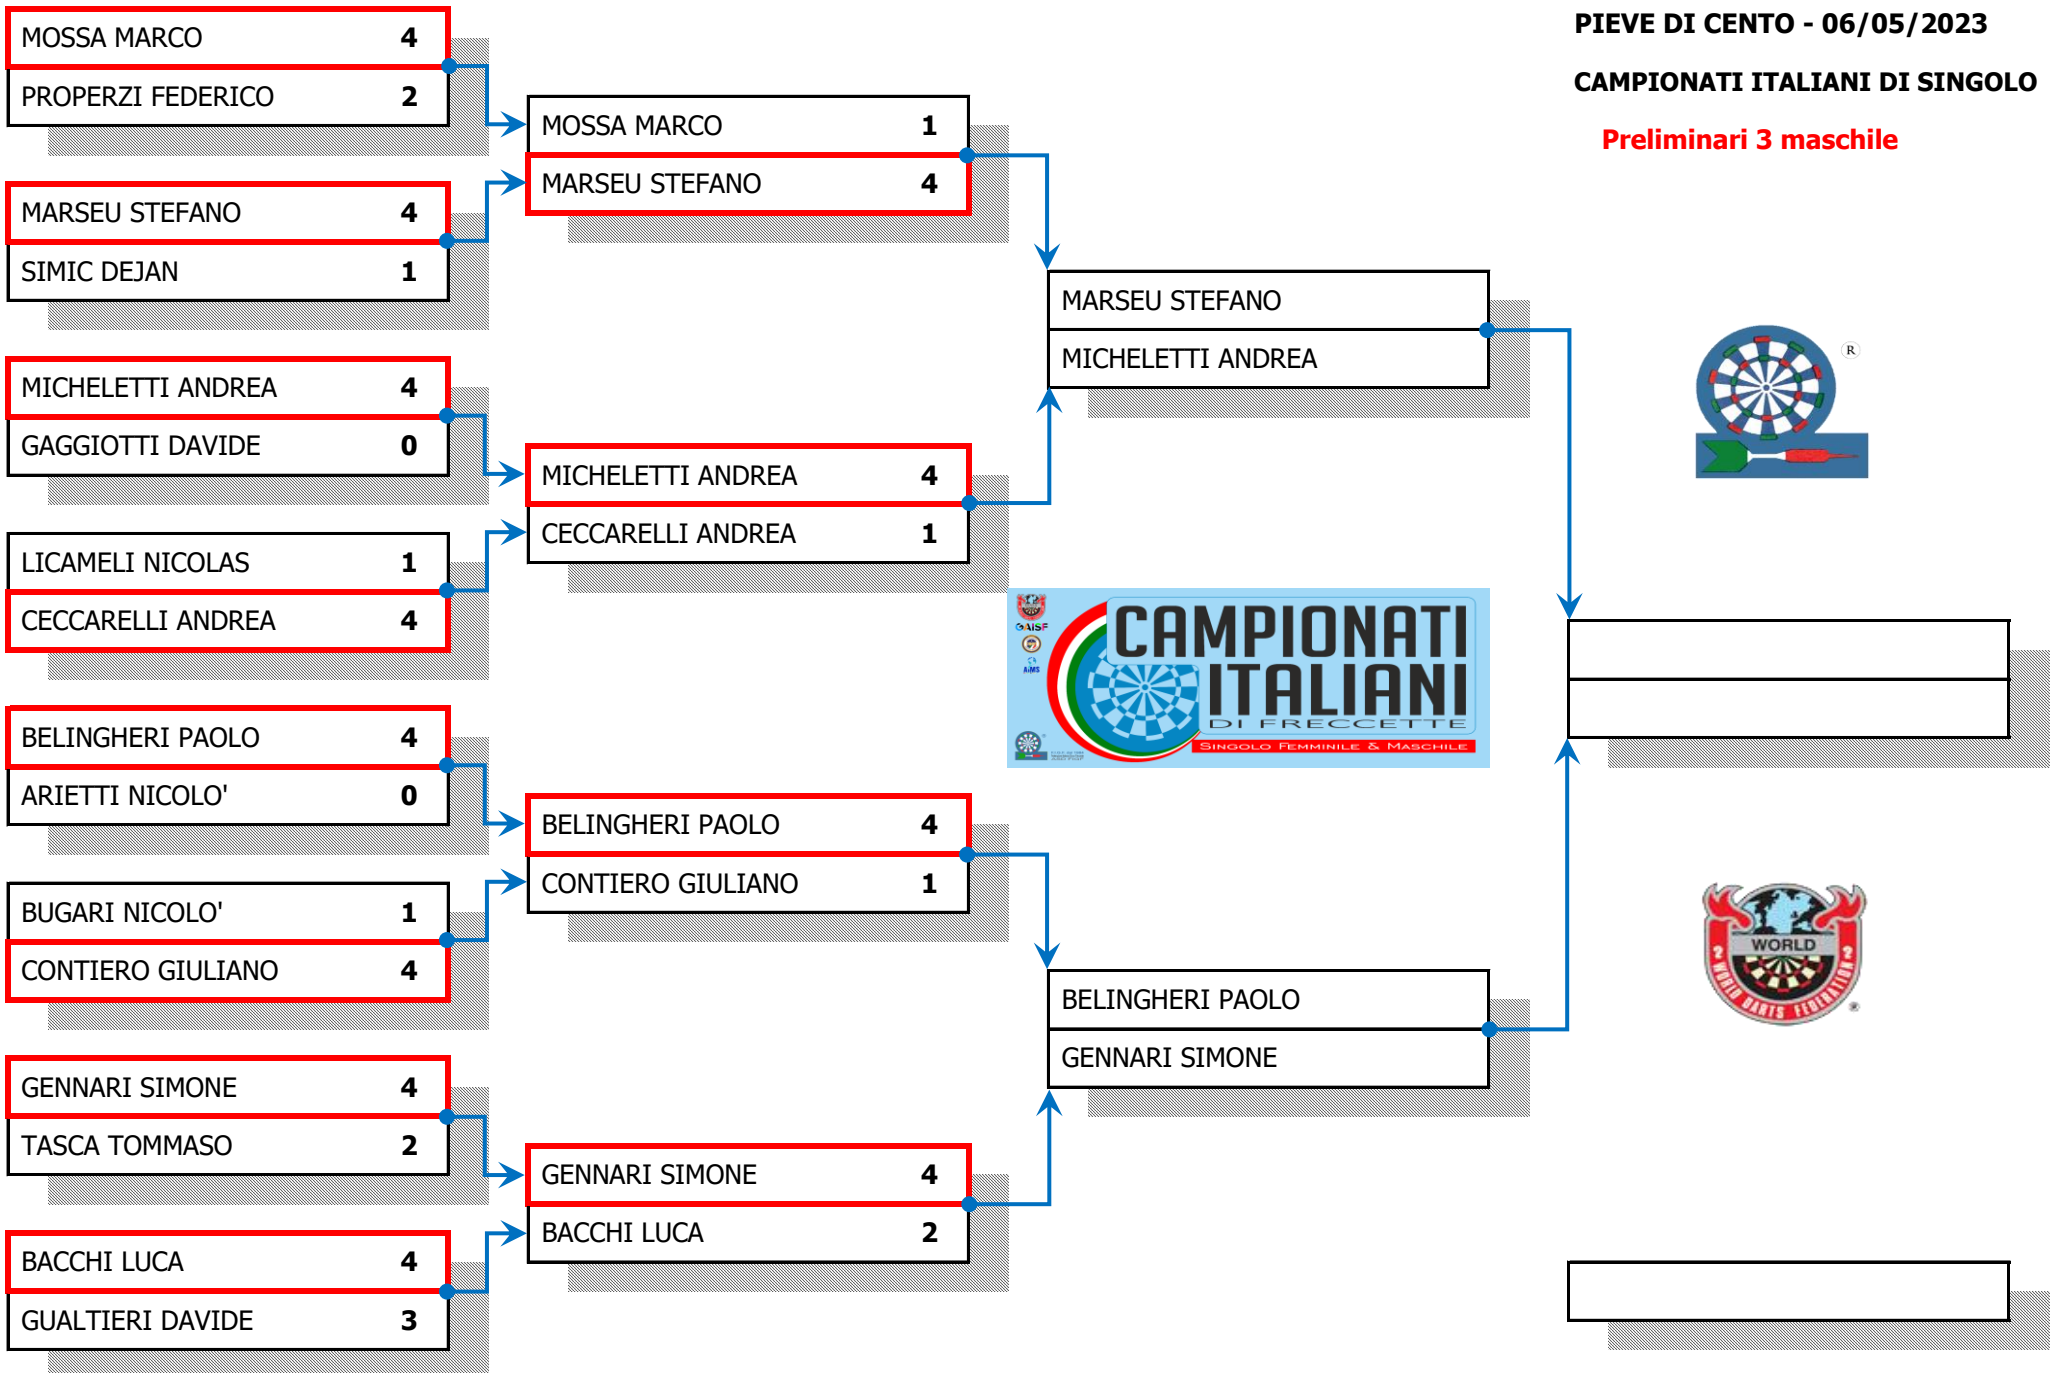 PIEVE DI CENTO - 06/05/2023
CAMPIONATI ITALIANI DI SINGOLO
Preliminari 3 maschile
MOSSA MARCO 4
PROPERZI FEDERICO 2
MARSEU STEFANO 4
SIMIC DEJAN 1
MICHELETTI ANDREA 4
GAGGIOTTI DAVIDE 0
LICAMELI NICOLAS 1
CECCARELLI ANDREA 4
BELINGHERI PAOLO 4
ARIETTI NICOLO' 0
BUGARI NICOLO' 1
CONTIERO GIULIANO 4
GENNARI SIMONE 4
TASCA TOMMASO 2
BACCHI LUCA 4
GUALTIERI DAVIDE 3
MOSSA MARCO 1
MARSEU STEFANO 4
MICHELETTI ANDREA 4
CECCARELLI ANDREA 1
BELINGHERI PAOLO 4
CONTIERO GIULIANO 1
GENNARI SIMONE 4
BACCHI LUCA 2
MARSEU STEFANO
MICHELETTI ANDREA
GAISF
AIMS
CAMPIONATI
ITALIANI
DI FRECCETTE
SINGOLO FEMMINILE & MASCHILE
BELINGHERI PAOLO
GENNARI SIMONE
®
WORLD
WORLD DARTS FEDERATION
®